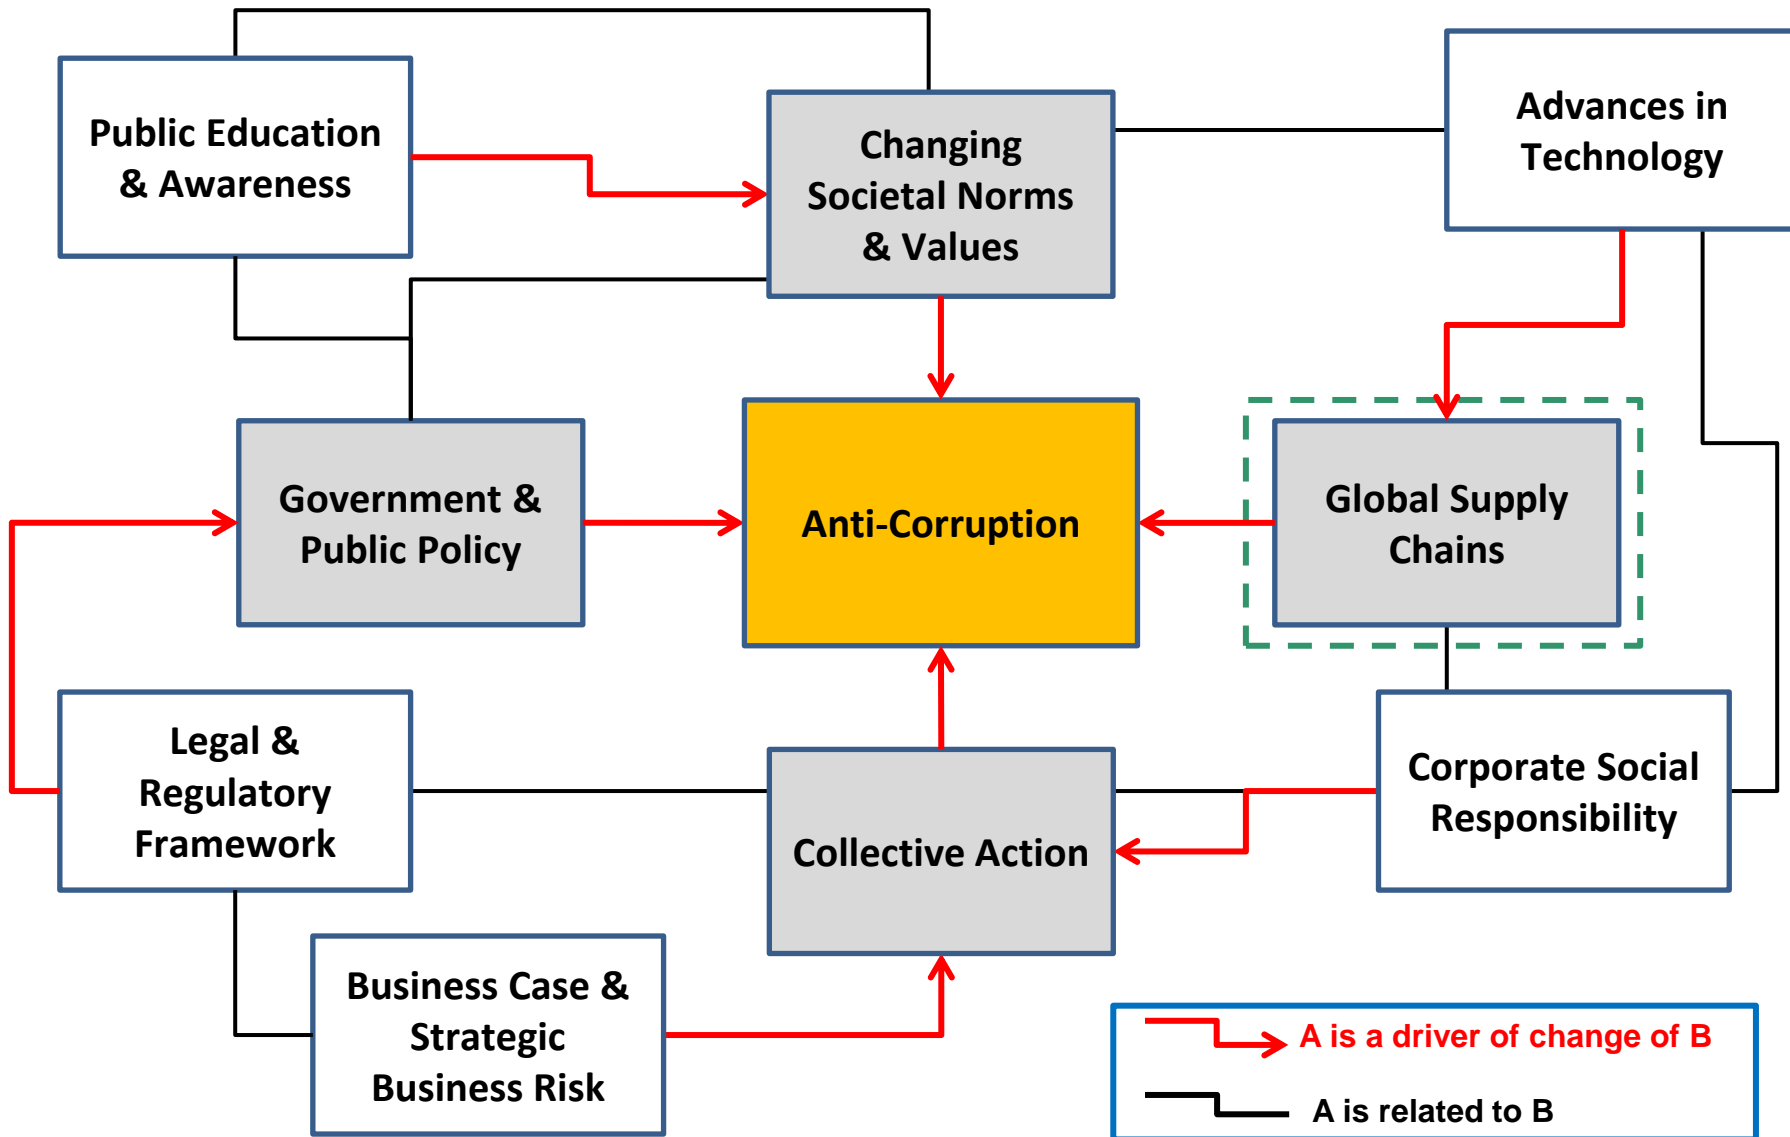 Public Education
& Awareness
Changing
Societal Norms
& Values
Advances in
Technology
Government &
Public Policy
Anti-Corruption
Global Supply
Chains
Legal &
Regulatory
Framework
Collective Action
Corporate Social
Responsibility
Business Case &
Strategic
Business Risk
A is a driver of change of B
A is related to B